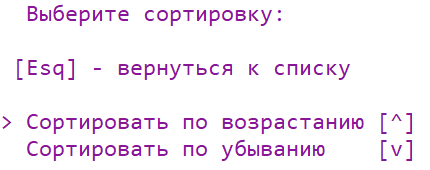 Выберите сортировку:
[Esq] - вернуться к списку
> Сортировать по возрастанию [^]
Сортировать по убыванию [v]